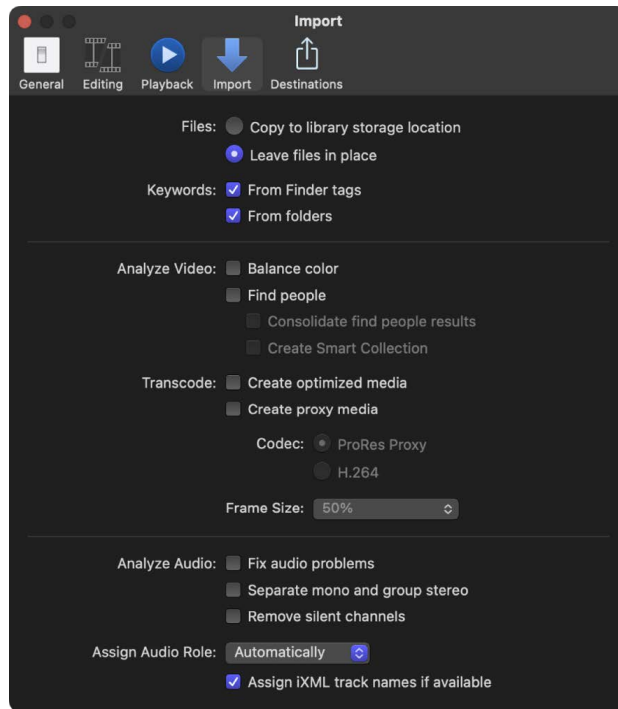 Import
General Editing Playback Import Destinations
Files: Copy to library storage location
Leave files in place
Keywords: From Finder tags
From folders
Analyze Video: Balance color
Find people
Consolidate find people results
Create Smart Collection
Transcode: Create optimized media
Create proxy media
Codec: ProRes Proxy
H.264
Frame Size: 50%
Analyze Audio: Fix audio problems
Separate mono and group stereo
Remove silent channels
Assign Audio Role: Automatically
Assign iXML track names if available